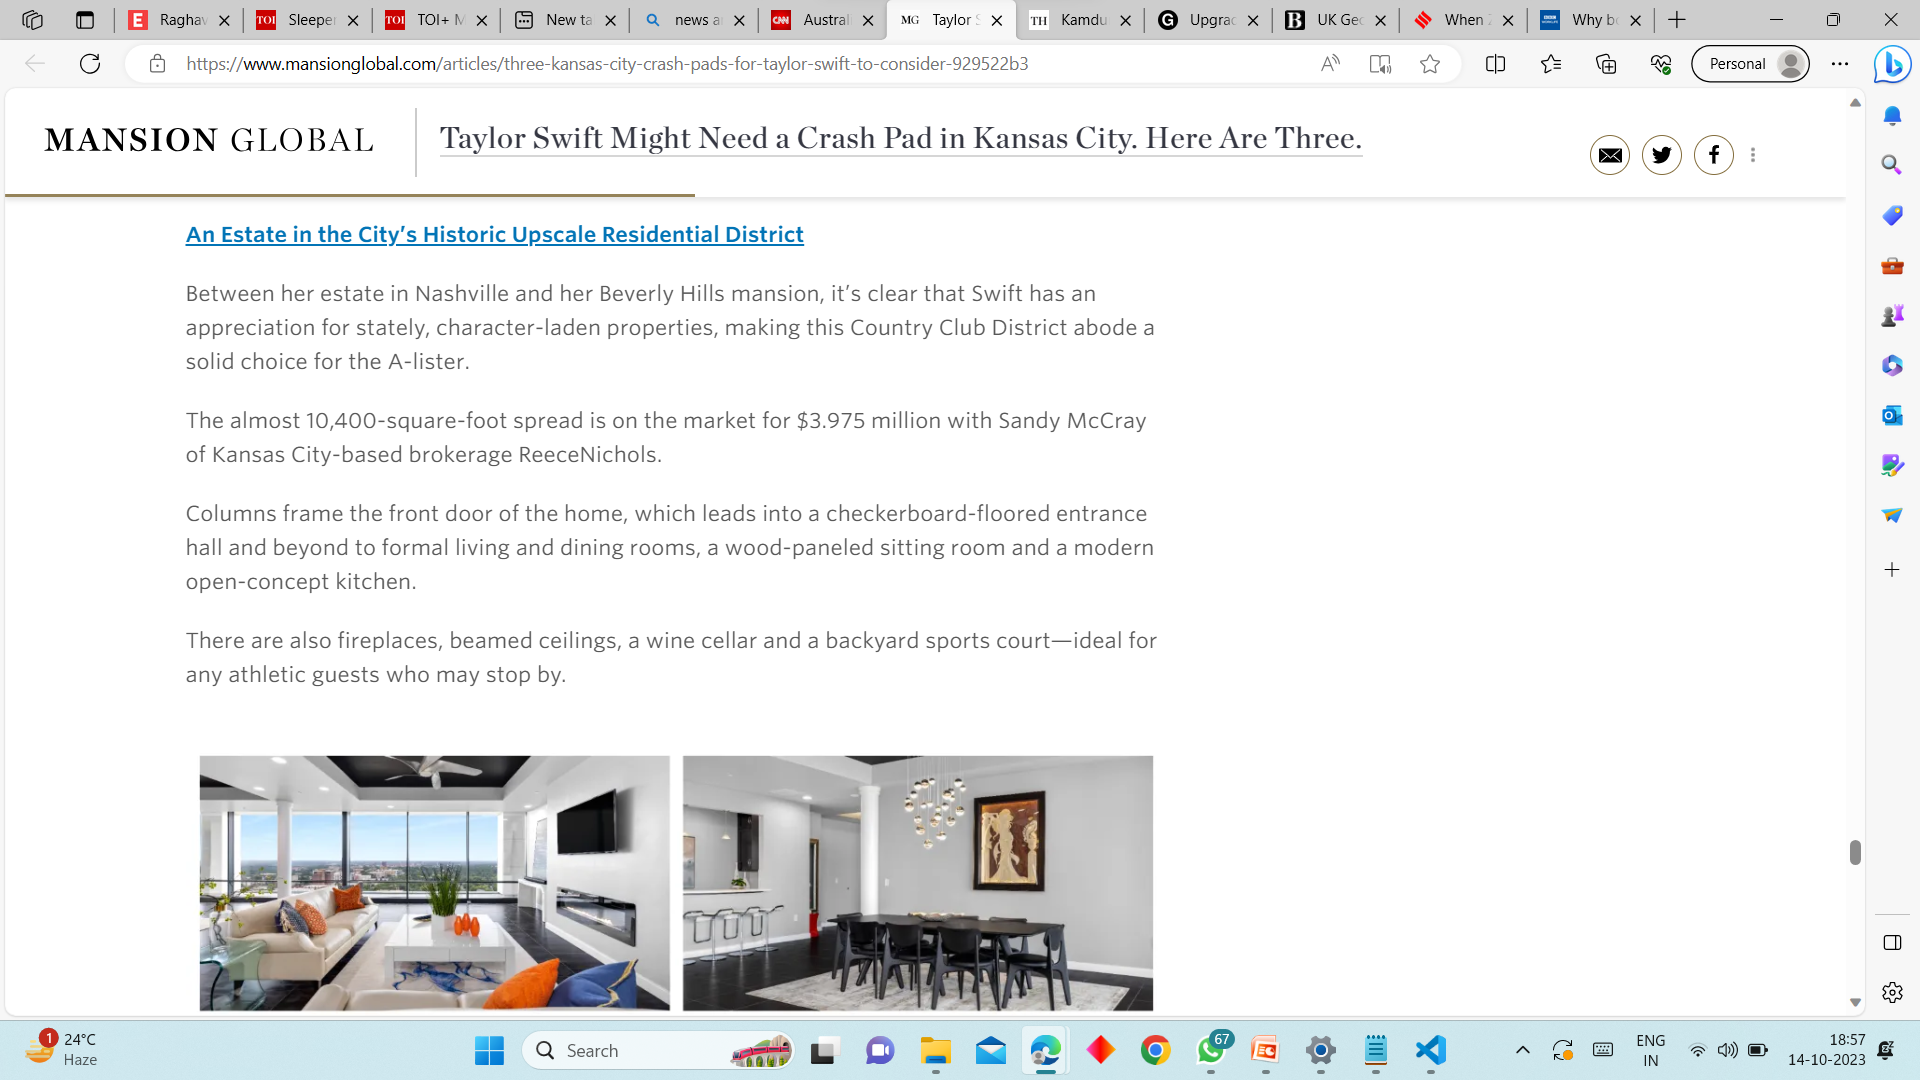 Raghav
Sleeper
TOI+ M
New ta
news a
Austral
Taylor S
Kamdu
Upgrad
UK Geo
When
Why b
https://www.mansionglobal.com/articles/three-kansas-city-crash-pads-for-taylor-swift-to-consider-929522b3
Personal
MANSION GLOBAL
Taylor Swift Might Need a Crash Pad in Kansas City. Here Are Three.
An Estate in the City’s Historic Upscale Residential District
Between her estate in Nashville and her Beverly Hills mansion, it’s clear that Swift has an
appreciation for stately, character-laden properties, making this Country Club District abode a
solid choice for the A-lister.
The almost 10,400-square-foot spread is on the market for $3.975 million with Sandy McCray
of Kansas City-based brokerage ReeceNichols.
Columns frame the front door of the home, which leads into a checkerboard-floored entrance
hall and beyond to formal living and dining rooms, a wood-paneled sitting room and a modern
open-concept kitchen.
There are also fireplaces, beamed ceilings, a wine cellar and a backyard sports court—ideal for
any athletic guests who may stop by.
1
24°C
Haze
Search
67
ENG
IN
18:57
14-10-2023